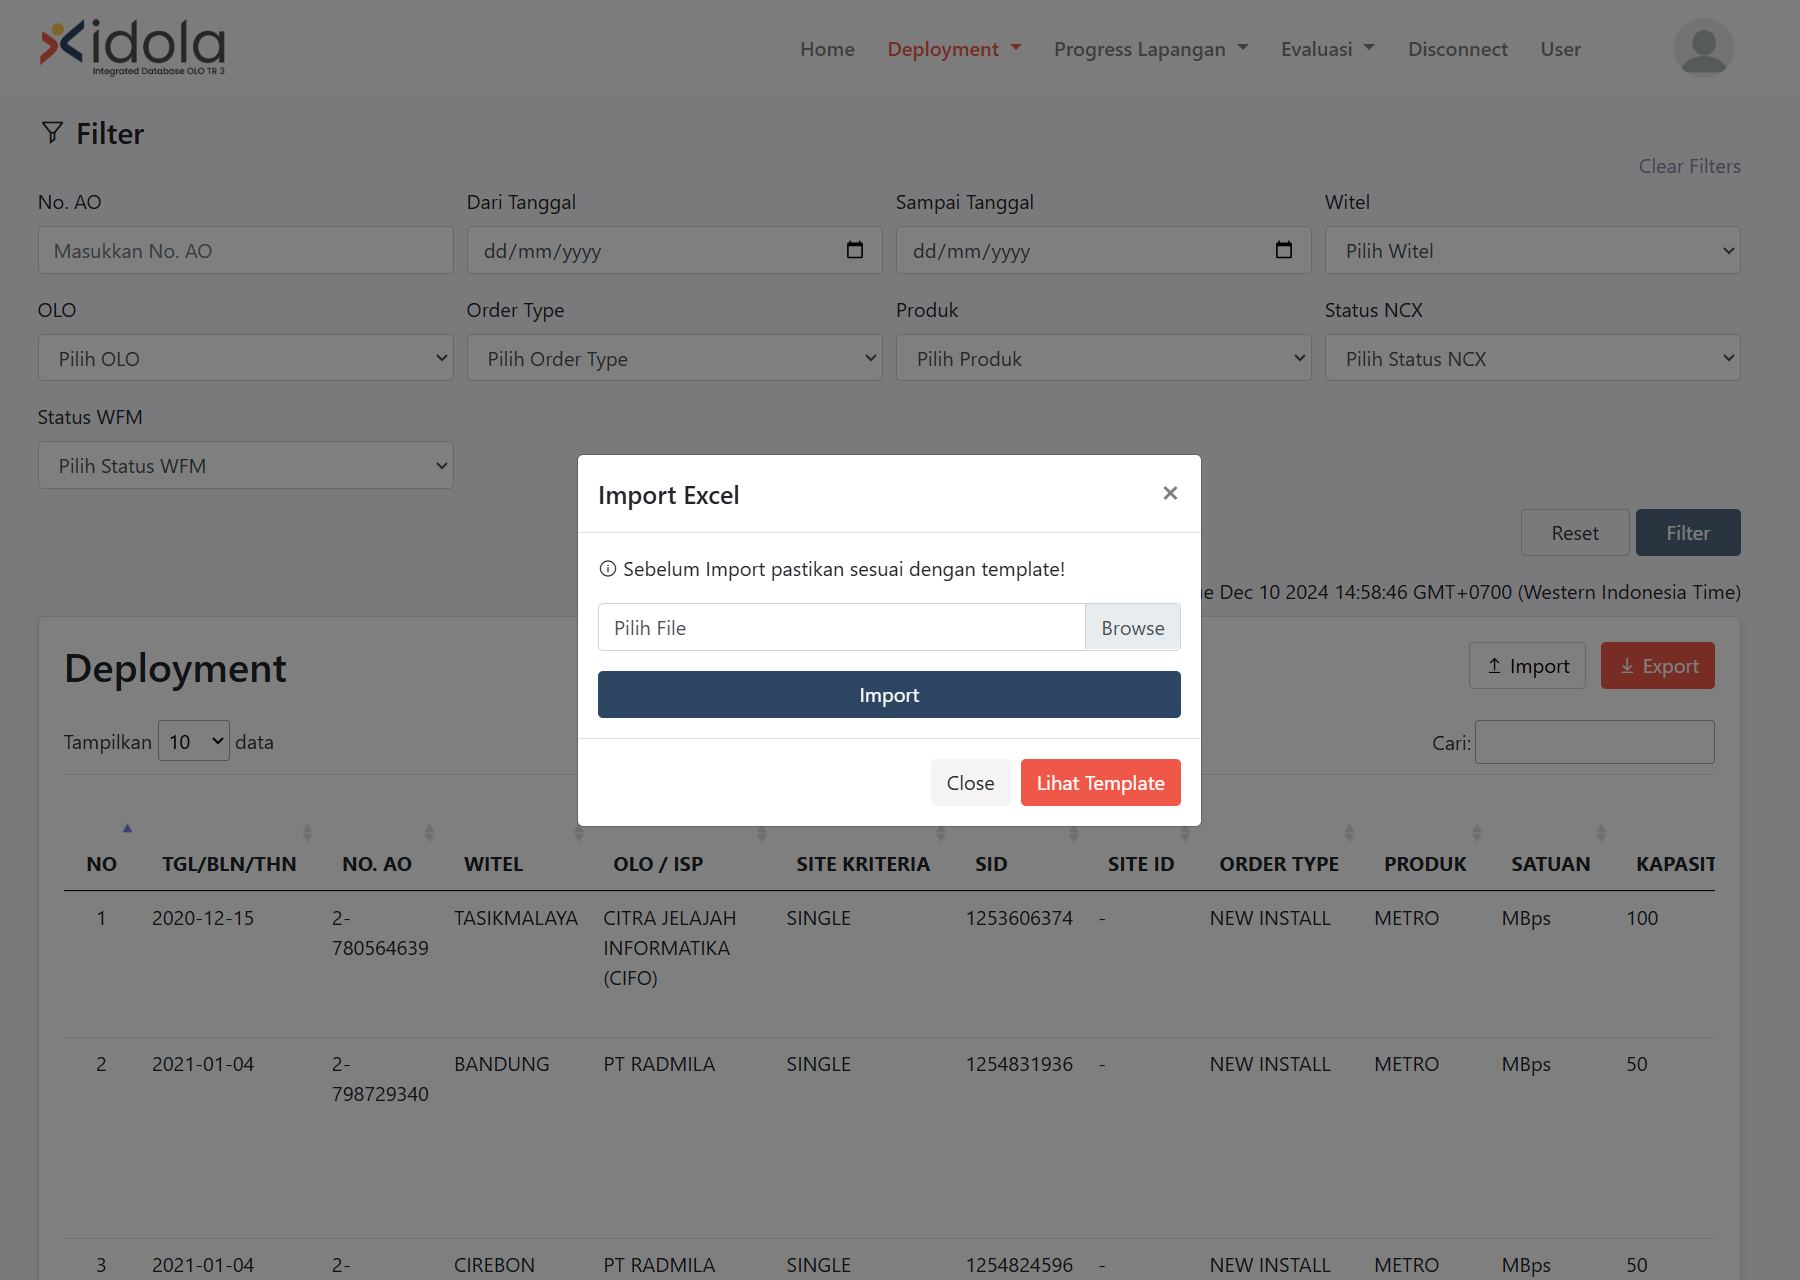 idola
Integrated Database OLO TR 3
Home
Deployment
Progress Lapangan
Evaluasi
Disconnect
User
Filter
Clear Filters
No. AO
Dari Tanggal
Sampai Tanggal
Witel
Masukkan No. AO
dd/mm/yyyy
dd/mm/yyyy
Pilih Witel
OLO
Order Type
Produk
Status NCX
Pilih OLO
Pilih Order Type
Pilih Produk
Pilih Status NCX
Status WFM
Pilih Status WFM
Reset
Filter
Dec 10 2024 14:58:46 GMT+0700 (Western Indonesia Time)
Import Excel
×
Sebelum Import pastikan sesuai dengan template!
Pilih File
Browse
Import
Close
Lihat Template
Deployment
Import
Export
Tampilkan 10 data
Cari:
NO TGL/BLN/THN NO. AO WITEL OLO / ISP SITE KRITERIA SID SITE ID ORDER TYPE PRODUK SATUAN KAPASIT
1 2020-12-15 2- TASIKMALAYA CITRA JELAJAH SINGLE 1253606374 - NEW INSTALL METRO MBps 100
780564639 INFORMATIKA
(CIFO)
2 2021-01-04 2- BANDUNG PT RADMILA SINGLE 1254831936 - NEW INSTALL METRO MBps 50
798729340
3 2021-01-04 2- CIREBON PT RADMILA SINGLE 1254824596 - NEW INSTALL METRO MBps 50